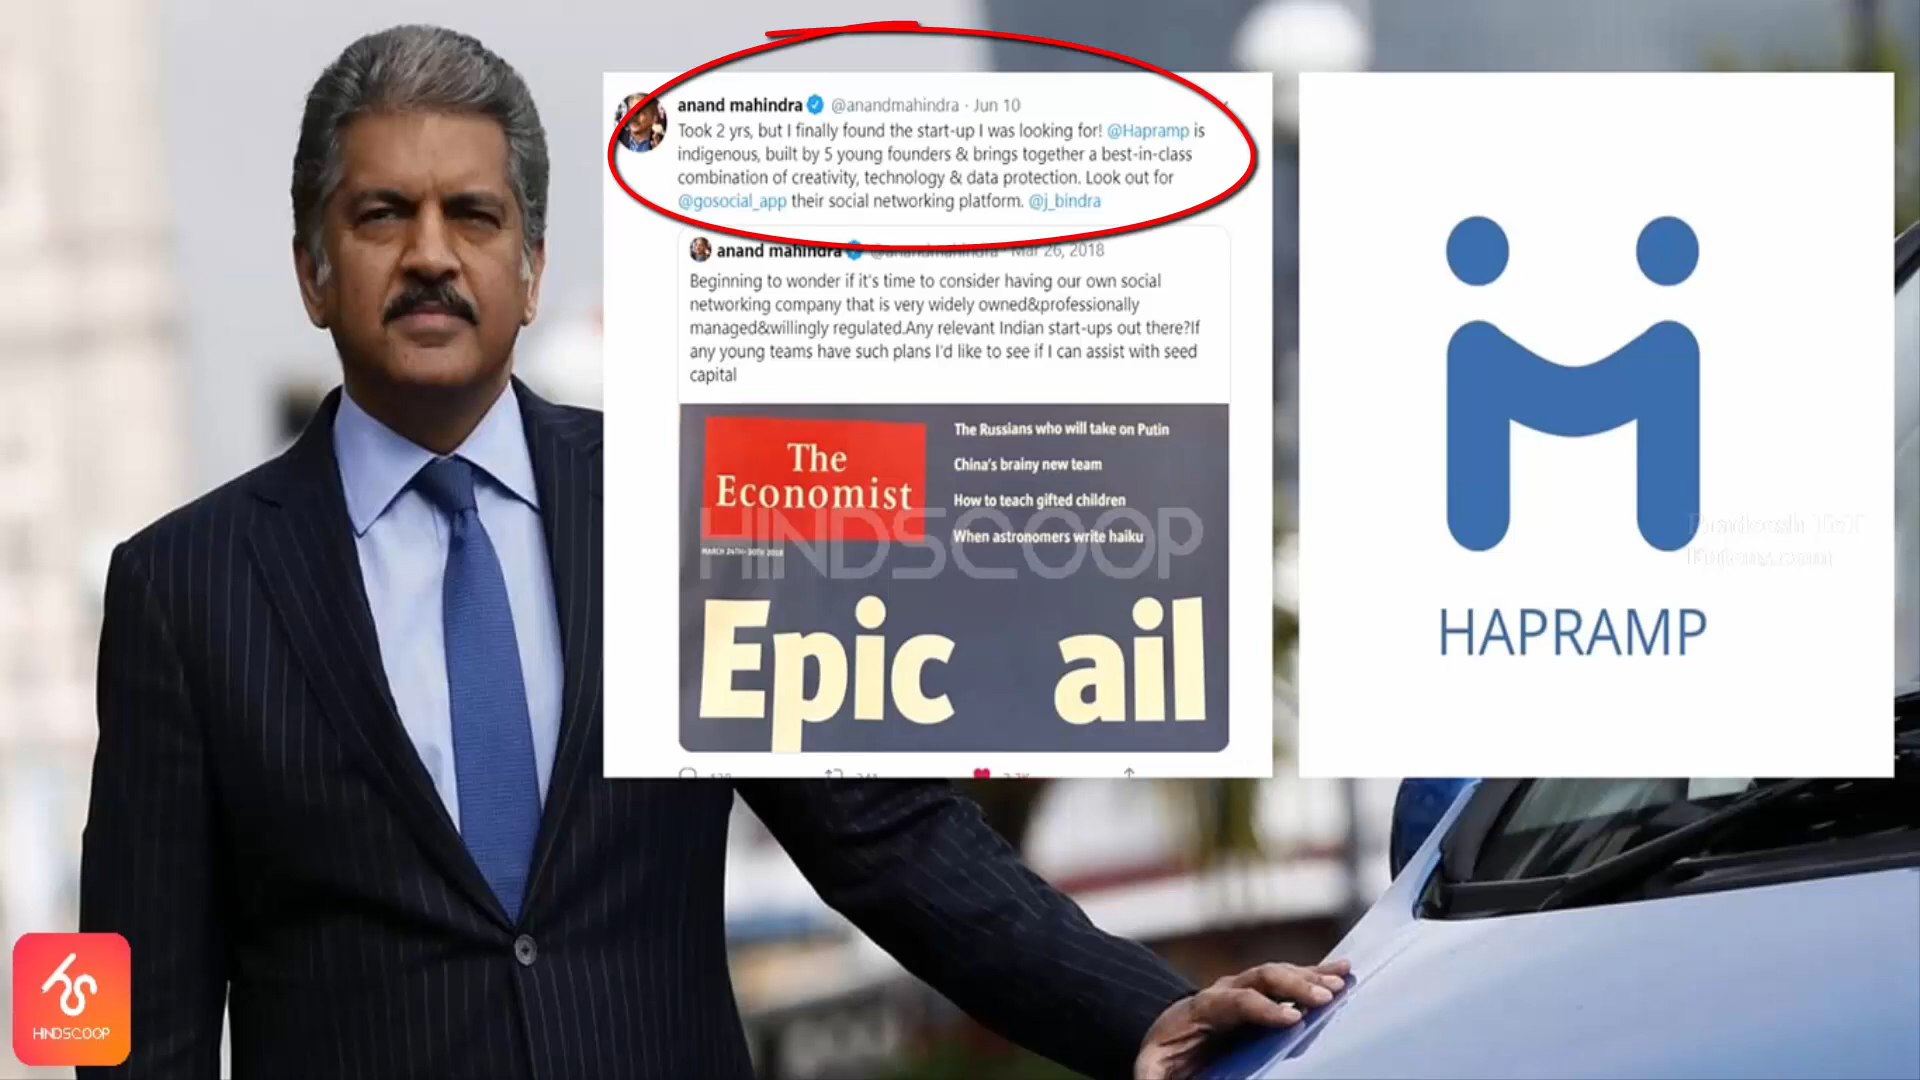 anand mahindra @anandmahindra · Jun 10
Took 2 yrs, but I finally found the start-up I was looking for! @Hapramp is
indigenous, built by 5 young founders & brings together a best-in-class
combination of creativity, technology & data protection. Look out for
@gosocial_app their social networking platform. @j_bindra
anand mahindra @anandmahindra · Mar 26, 2018
Beginning to wonder if it's time to consider having our own social
networking company that is very widely owned&professionally
managed&willingly regulated.Any relevant Indian start-ups out there?If
any young teams have such plans I'd like to see if I can assist with seed
capital
The
Economist
MARCH 24TH-30TH 2018
The Russians who will take on Putin
China's brainy new team
How to teach gifted children
When astronomers write haiku
HINDSCOOP
Epic ail
HAPRAMP
HINDSCOOP